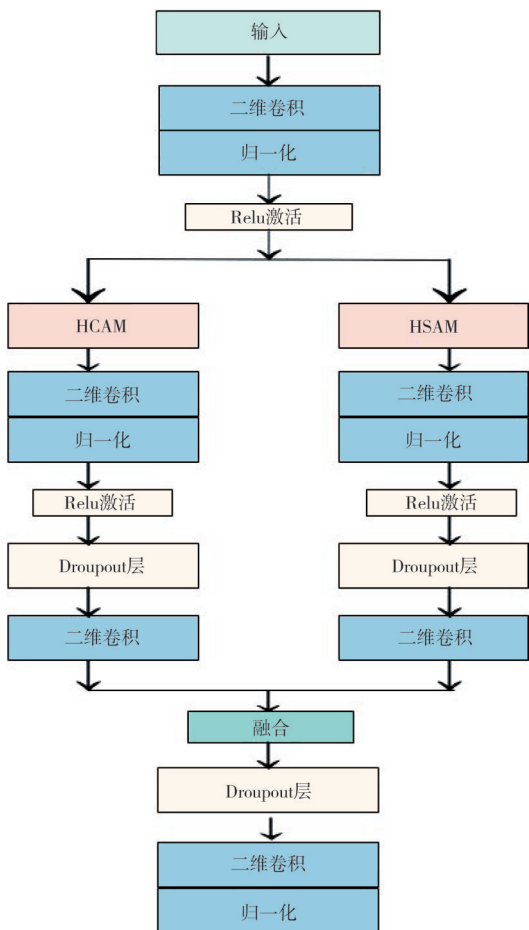 输入
二维卷积
归一化
Relu激活
HCAM
HSAM
二维卷积
二维卷积
归一化
归一化
Relu激活
Relu激活
Droupout层
Droupout层
二维卷积
二维卷积
融合
Droupout层
二维卷积
归一化